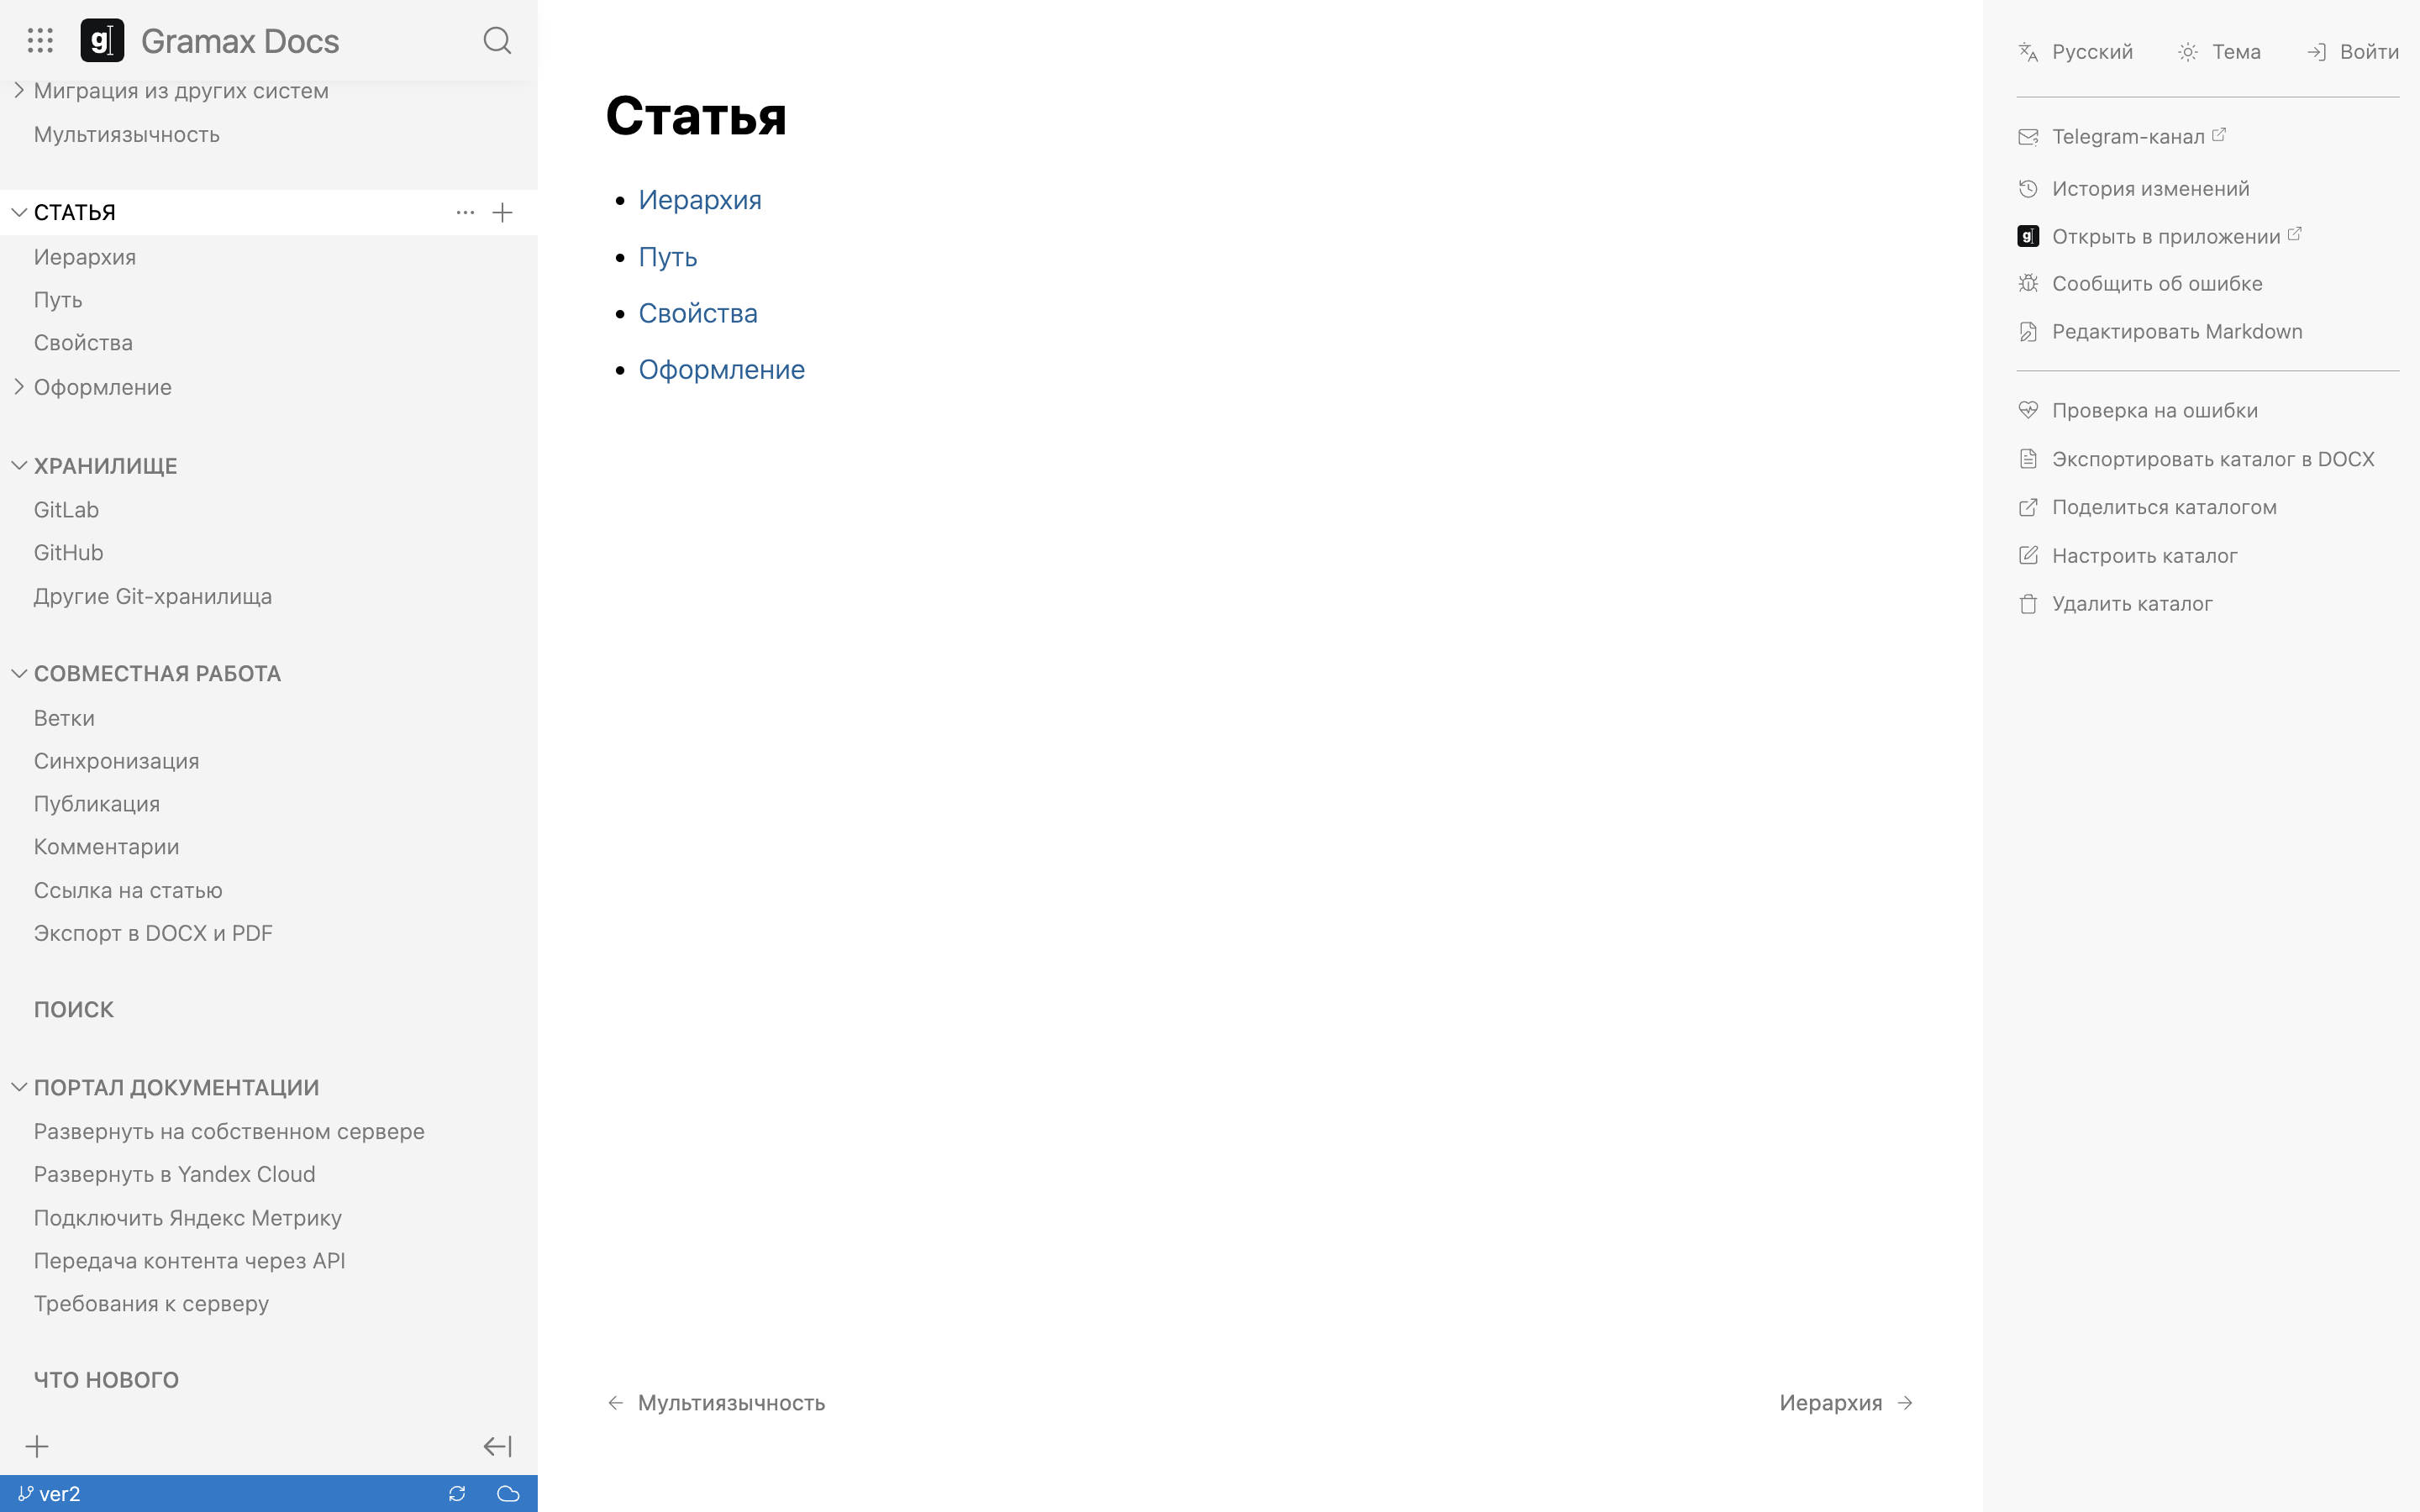 Gramax Docs
Миграция из других систем
Мультиязычность
СТАТЬЯ
Иерархия
Путь
Свойства
Оформление
ХРАНИЛИЩЕ
GitLab
GitHub
Другие Git-хранилища
СОВМЕСТНАЯ РАБОТА
Ветки
Синхронизация
Публикация
Комментарии
Ссылка на статью
Экспорт в DOCX и PDF
ПОИСК
ПОРТАЛ ДОКУМЕНТАЦИИ
Развернуть на собственном сервере
Развернуть в Yandex Cloud
Подключить Яндекс Метрику
Передача контента через API
Требования к серверу
ЧТО НОВОГО
ver2
Статья
Иерархия
Путь
Свойства
Оформление
Мультиязычность
Иерархия
Русский Тема Войти
Telegram-канал
История изменений
Открыть в приложении
Сообщить об ошибке
Редактировать Markdown
Проверка на ошибки
Экспортировать каталог в DOCX
Поделиться каталогом
Настроить каталог
Удалить каталог